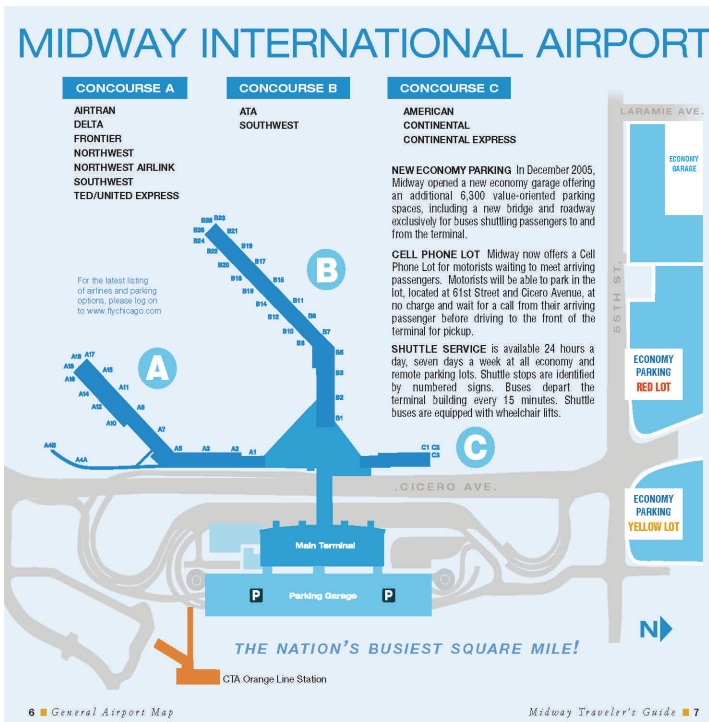 MIDWAY INTERNATIONAL AIRPORT
CONCOURSE A
AIRTRAN
DELTA
FRONTIER
NORTHWEST
NORTHWEST AIRLINK
SOUTHWEST
TED/UNITED EXPRESS
CONCOURSE B
ATA
SOUTHWEST
CONCOURSE C
AMERICAN
CONTINENTAL
CONTINENTAL EXPRESS
NEW ECONOMY PARKING In December 2005,
Midway opened a new economy garage offering
an additional 6,300 value-oriented parking
spaces, including a new bridge and roadway
exclusively for buses shuttling passengers to and
from the terminal.
CELL PHONE LOT Midway now offers a Cell
Phone Lot for motorists waiting to meet arriving
passengers. Motorists will be able to park in the
lot, located at 61st Street and Cicero Avenue, at
no charge and wait for a call from their arriving
passenger before driving to the front of the
terminal for pickup.
SHUTTLE SERVICE is available 24 hours a
day, seven days a week at all economy and
remote parking lots. Shuttle stops are identified
by numbered signs. Buses depart the
terminal building every 15 minutes. Shuttle
buses are equipped with wheelchair lifts.
LARAMIE AVE.
ECONOMY
GARAGE
55TH ST.
ECONOMY
PARKING
RED LOT
ECONOMY
PARKING
YELLOW LOT
For the latest listing
of airlines and parking
options, please log on
to www.flychicago.com
B23
B21
B24
B22
B19
B20
B17
B15
B14
B11
B12
B10
B7
B3
B2
B1
B
A17
A15
A11
A14
A12
A10
A7
A
A4B
A4A
A5
A3
A2
A1
C1 C2
C3
C
.CICERO AVE.
Main Terminal
P
Parking Garage
P
N
THE NATION'S BUSIEST SQUARE MILE!
CTA Orange Line Station
6 General Airport Map
Midway Traveler's Guide 7